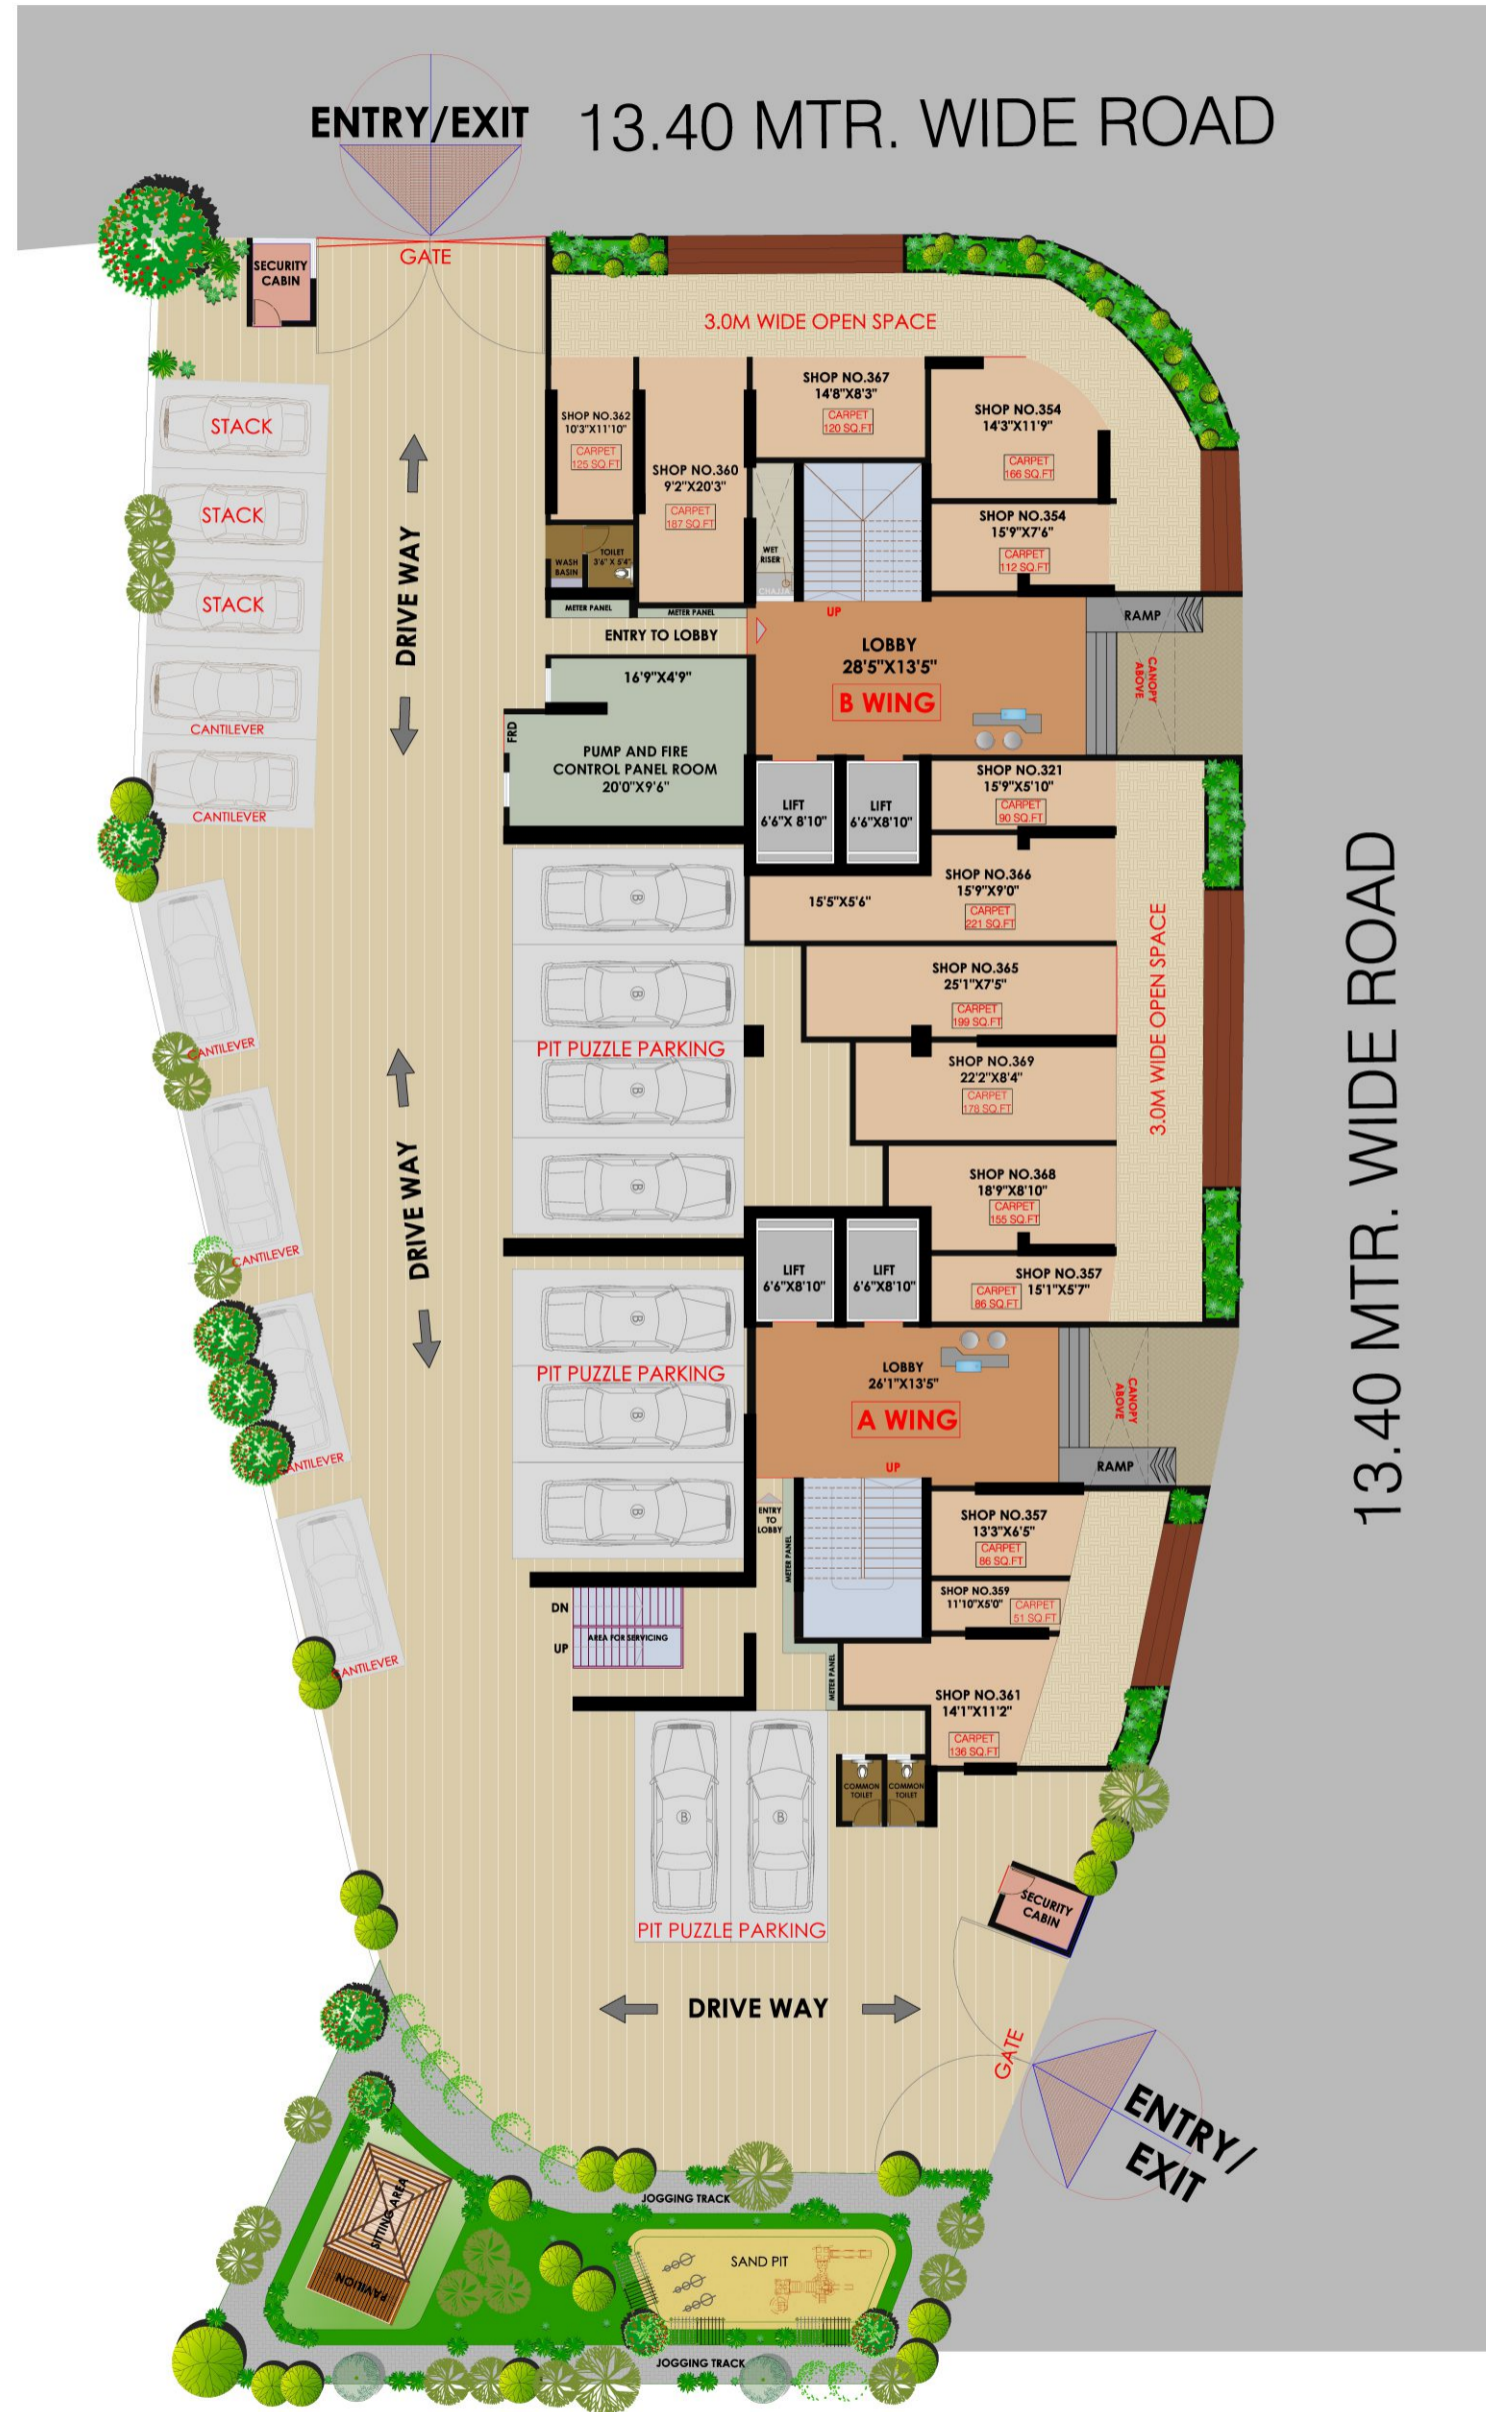 ENTRY/EXIT
13.40 MTR. WIDE ROAD
GATE
SECURITY
CABIN
3.0M WIDE OPEN SPACE
STACK
STACK
STACK
CANTILEVER
CANTILEVER
CANTILEVER
CANTILEVER
CANTILEVER
CANTILEVER
DRIVE WAY
DRIVE WAY
SHOP NO.362
10'3"X11'10"
CARPET
125 SQ.FT
SHOP NO.360
9'2"X20'3"
CARPET
187 SQ.FT
SHOP NO.367
14'8"X8'3"
CARPET
120 SQ.FT
SHOP NO.354
14'3"X11'9"
CARPET
166 SQ.FT
SHOP NO.354
15'9"X7'6"
CARPET
112 SQ.FT
WASH
BASIN
TOILET
3'6" X 5'4"
WET
RISER
METER PANEL
METER PANEL
ENTRY TO LOBBY
UP
LOBBY
28'5"X13'5"
B WING
RAMP
CANOPY
ABOVE
16'9"X4'9"
FRD
PUMP AND FIRE
CONTROL PANEL ROOM
20'0"X9'6"
LIFT
6'6"X 8'10"
LIFT
6'6"X8'10"
SHOP NO.321
15'9"X5'10"
CARPET
90 SQ.FT
SHOP NO.366
15'9"X9'0"
CARPET
221 SQ.FT
15'5"X5'6"
SHOP NO.365
25'1"X7'5"
CARPET
199 SQ.FT
SHOP NO.369
22'2"X8'4"
CARPET
178 SQ.FT
SHOP NO.368
18'9"X8'10"
CARPET
155 SQ.FT
3.0M WIDE OPEN SPACE
13.40 MTR. WIDE ROAD
B
B
PIT PUZZLE PARKING
B
B
LIFT
6'6"X8'10"
LIFT
6'6"X8'10"
SHOP NO.357
15'1"X5'7"
CARPET
86 SQ.FT
B
PIT PUZZLE PARKING
B
B
LOBBY
26'1"X13'5"
A WING
UP
CANOPY
ABOVE
RAMP
ENTRY
TO
LOBBY
METER PANEL
SHOP NO.357
13'3"X6'5"
CARPET
86 SQ.FT
SHOP NO.359
11'10"X5'0"
CARPET
51 SQ.FT
DN
UP
AREA FOR SERVICING
METER PANEL
SHOP NO.361
14'1"X11'2"
CARPET
136 SQ.FT
COMMON
TOILET
COMMON
TOILET
B
B
PIT PUZZLE PARKING
SECURITY
CABIN
DRIVE WAY
GATE
ENTRY/
EXIT
JOGGING TRACK
SITTING AREA
PAVILION
SAND PIT
JOGGING TRACK